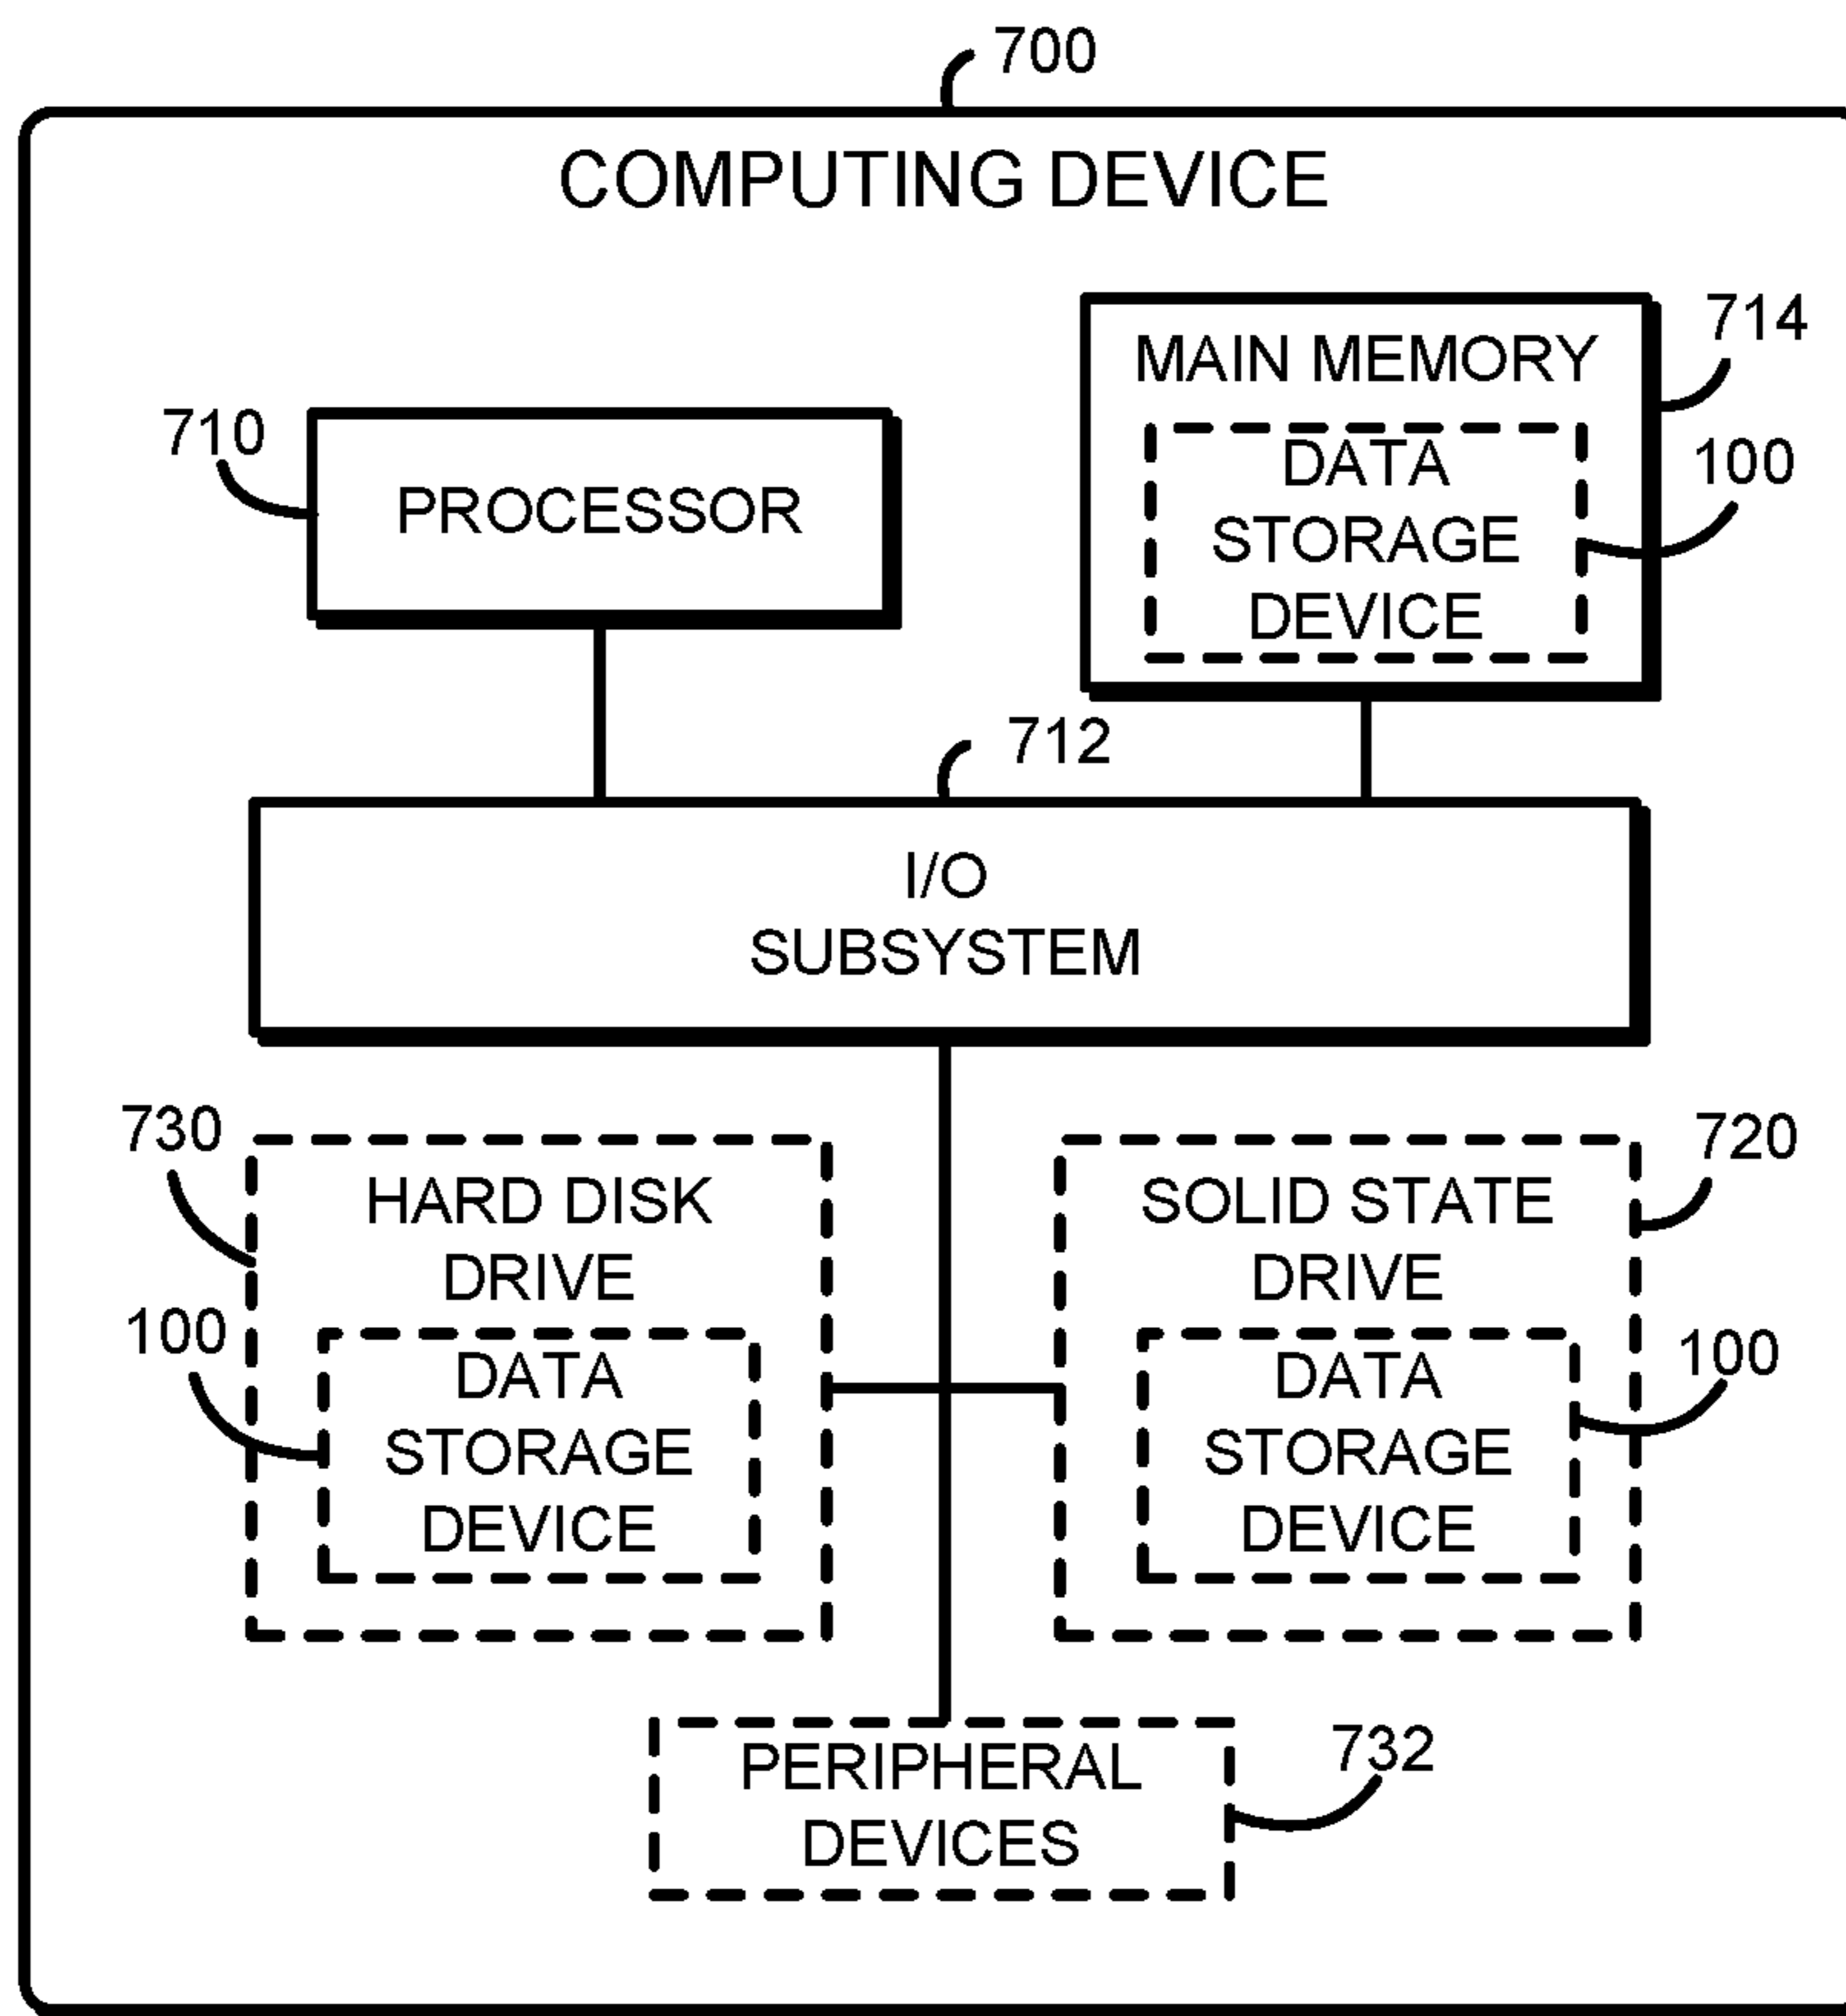 700
COMPUTING DEVICE
714
MAIN MEMORY
100
DATA
STORAGE
DEVICE
710
PROCESSOR
712
I/O
SUBSYSTEM
730
HARD DISK
DRIVE
100
DATA
STORAGE
DEVICE
720
SOLID STATE
DRIVE
100
DATA
STORAGE
DEVICE
PERIPHERAL
DEVICES
732